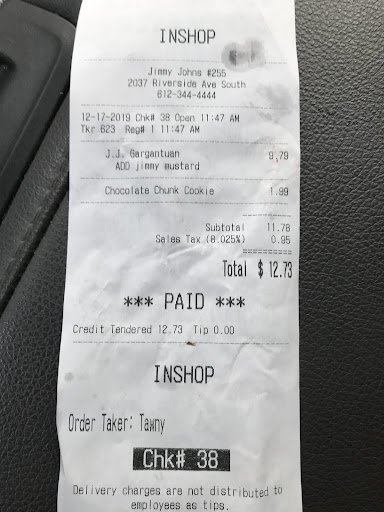 INSHOP
Jimmy Johns #255
2037 Riverside Ave South
612-344-4444
12-17-2019 Chk# 38 Open 11:47 AM
Tkr 623 Reg# 1 11:47 AM
J.J. Gargantuan 9.79
ADD jimmy mustard
Chocolate Chunk Cookie 1.99
Subtotal 11.78
Sales Tax (8.025%) 0.95
Total $ 12.73
*** PAID ***
Credit Tendered 12.73 Tip 0.00
INSHOP
Order Taker: Tawny
Chk# 38
Delivery charges are not distributed to
employees as tips.